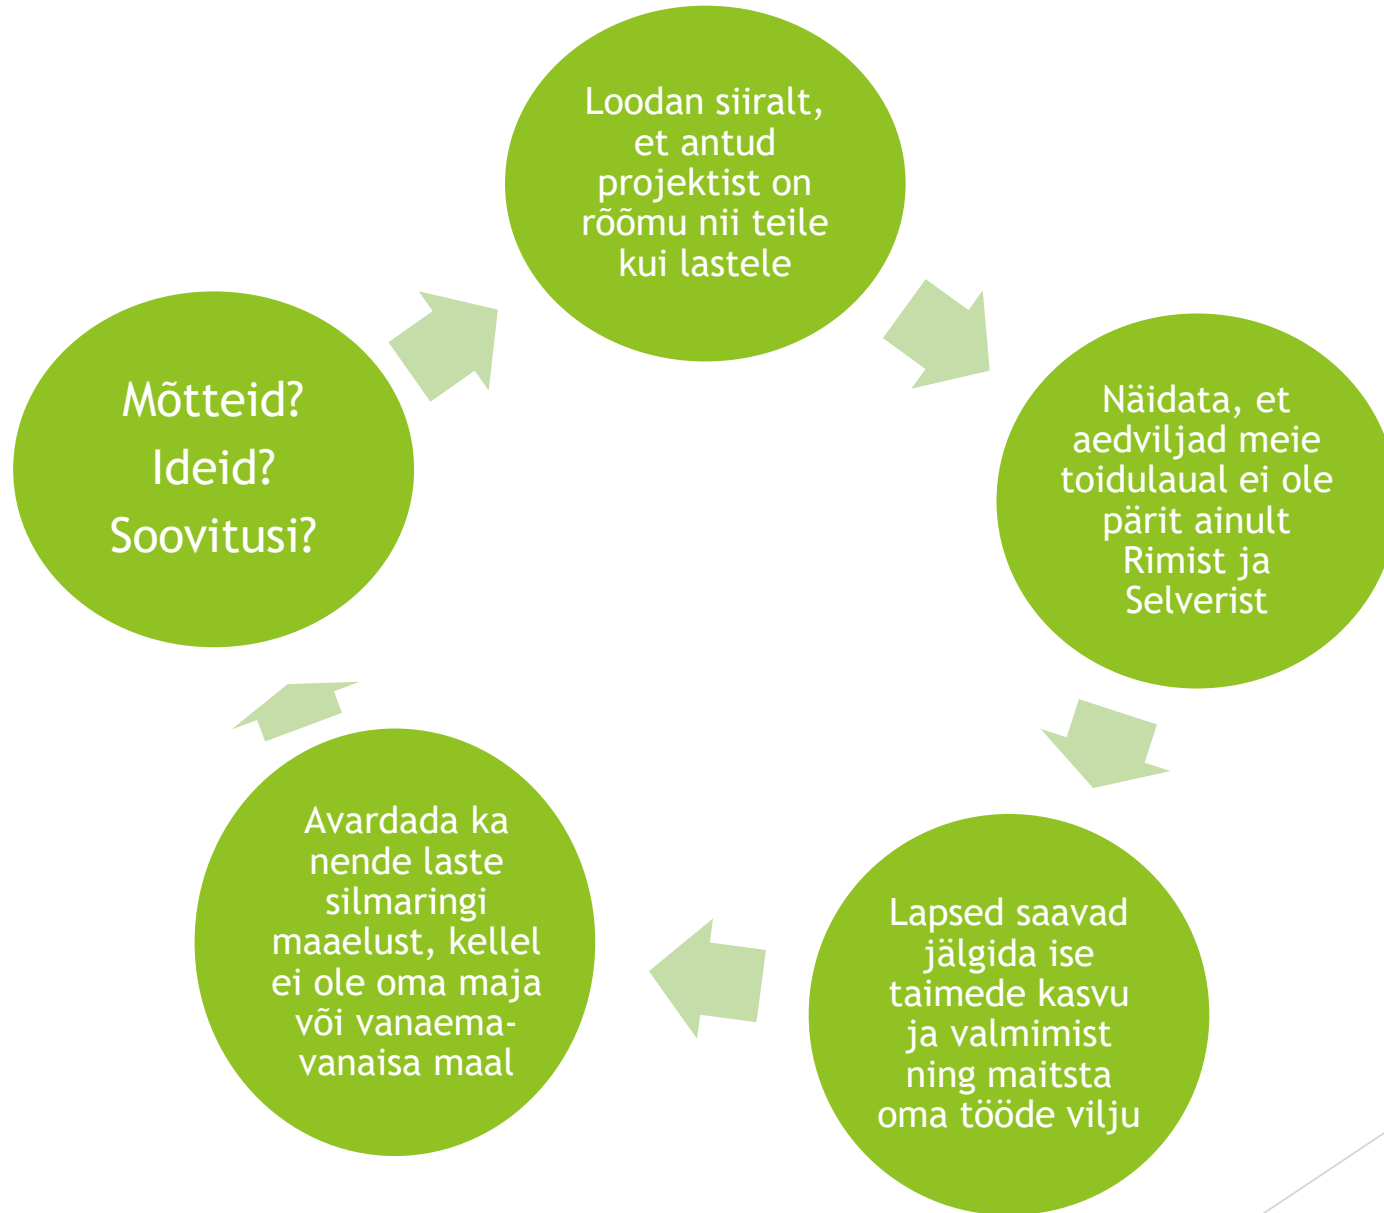 Loodan siiralt,
et antud
projektist on
rõõmu nii teile
kui lastele
Näidata, et
aedviljad meie
toidulaual ei ole
pärit ainult
Rimist ja
Selverist
Lapsed saavad
jälgida ise
taimede kasvu
ja valmimist
ning maitsta
oma tööde vilju
Avardada ka
nende laste
silmaringi
maaelust, kellel
ei ole oma maja
või vanaema-
vanaisa maal
Mõtteid?
Ideid?
Soovitusi?